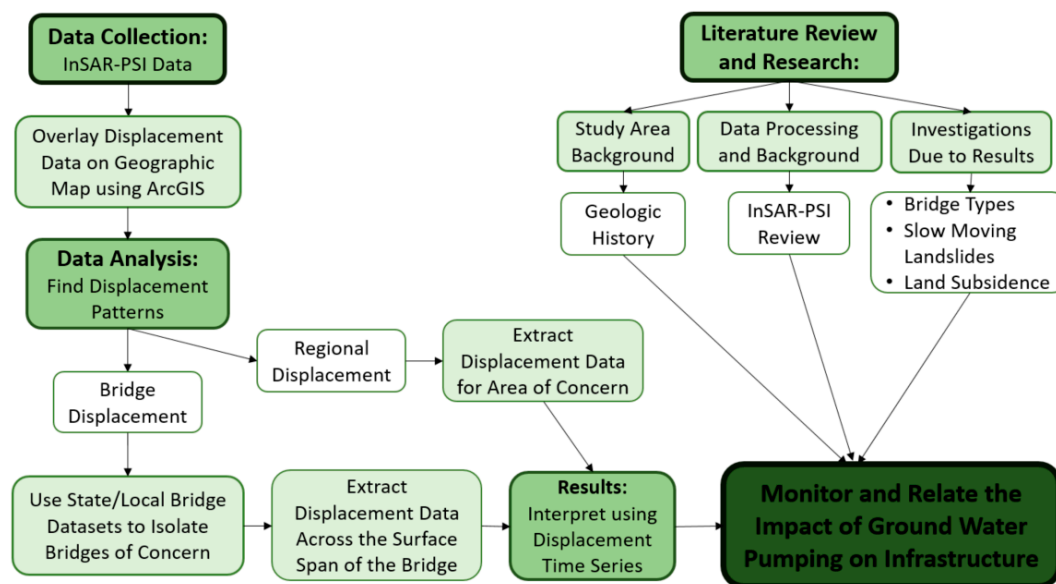 Data Collection:
InSAR-PSI Data
Literature Review
and Research:
Overlay Displacement
Data on Geographic
Map using ArcGIS
Study Area
Background
Data Processing
and Background
Investigations
Due to Results
Geologic
History
InSAR-PSI
Review
• Bridge Types
• Slow Moving
Landslides
• Land Subsidence
Data Analysis:
Find Displacement
Patterns
Regional
Displacement
Extract
Displacement Data
for Area of Concern
Bridge
Displacement
Use State/Local Bridge
Datasets to Isolate
Bridges of Concern
Extract
Displacement Data
Across the Surface
Span of the Bridge
Results:
Interpret using
Displacement
Time Series
Monitor and Relate the
Impact of Ground Water
Pumping on Infrastructure